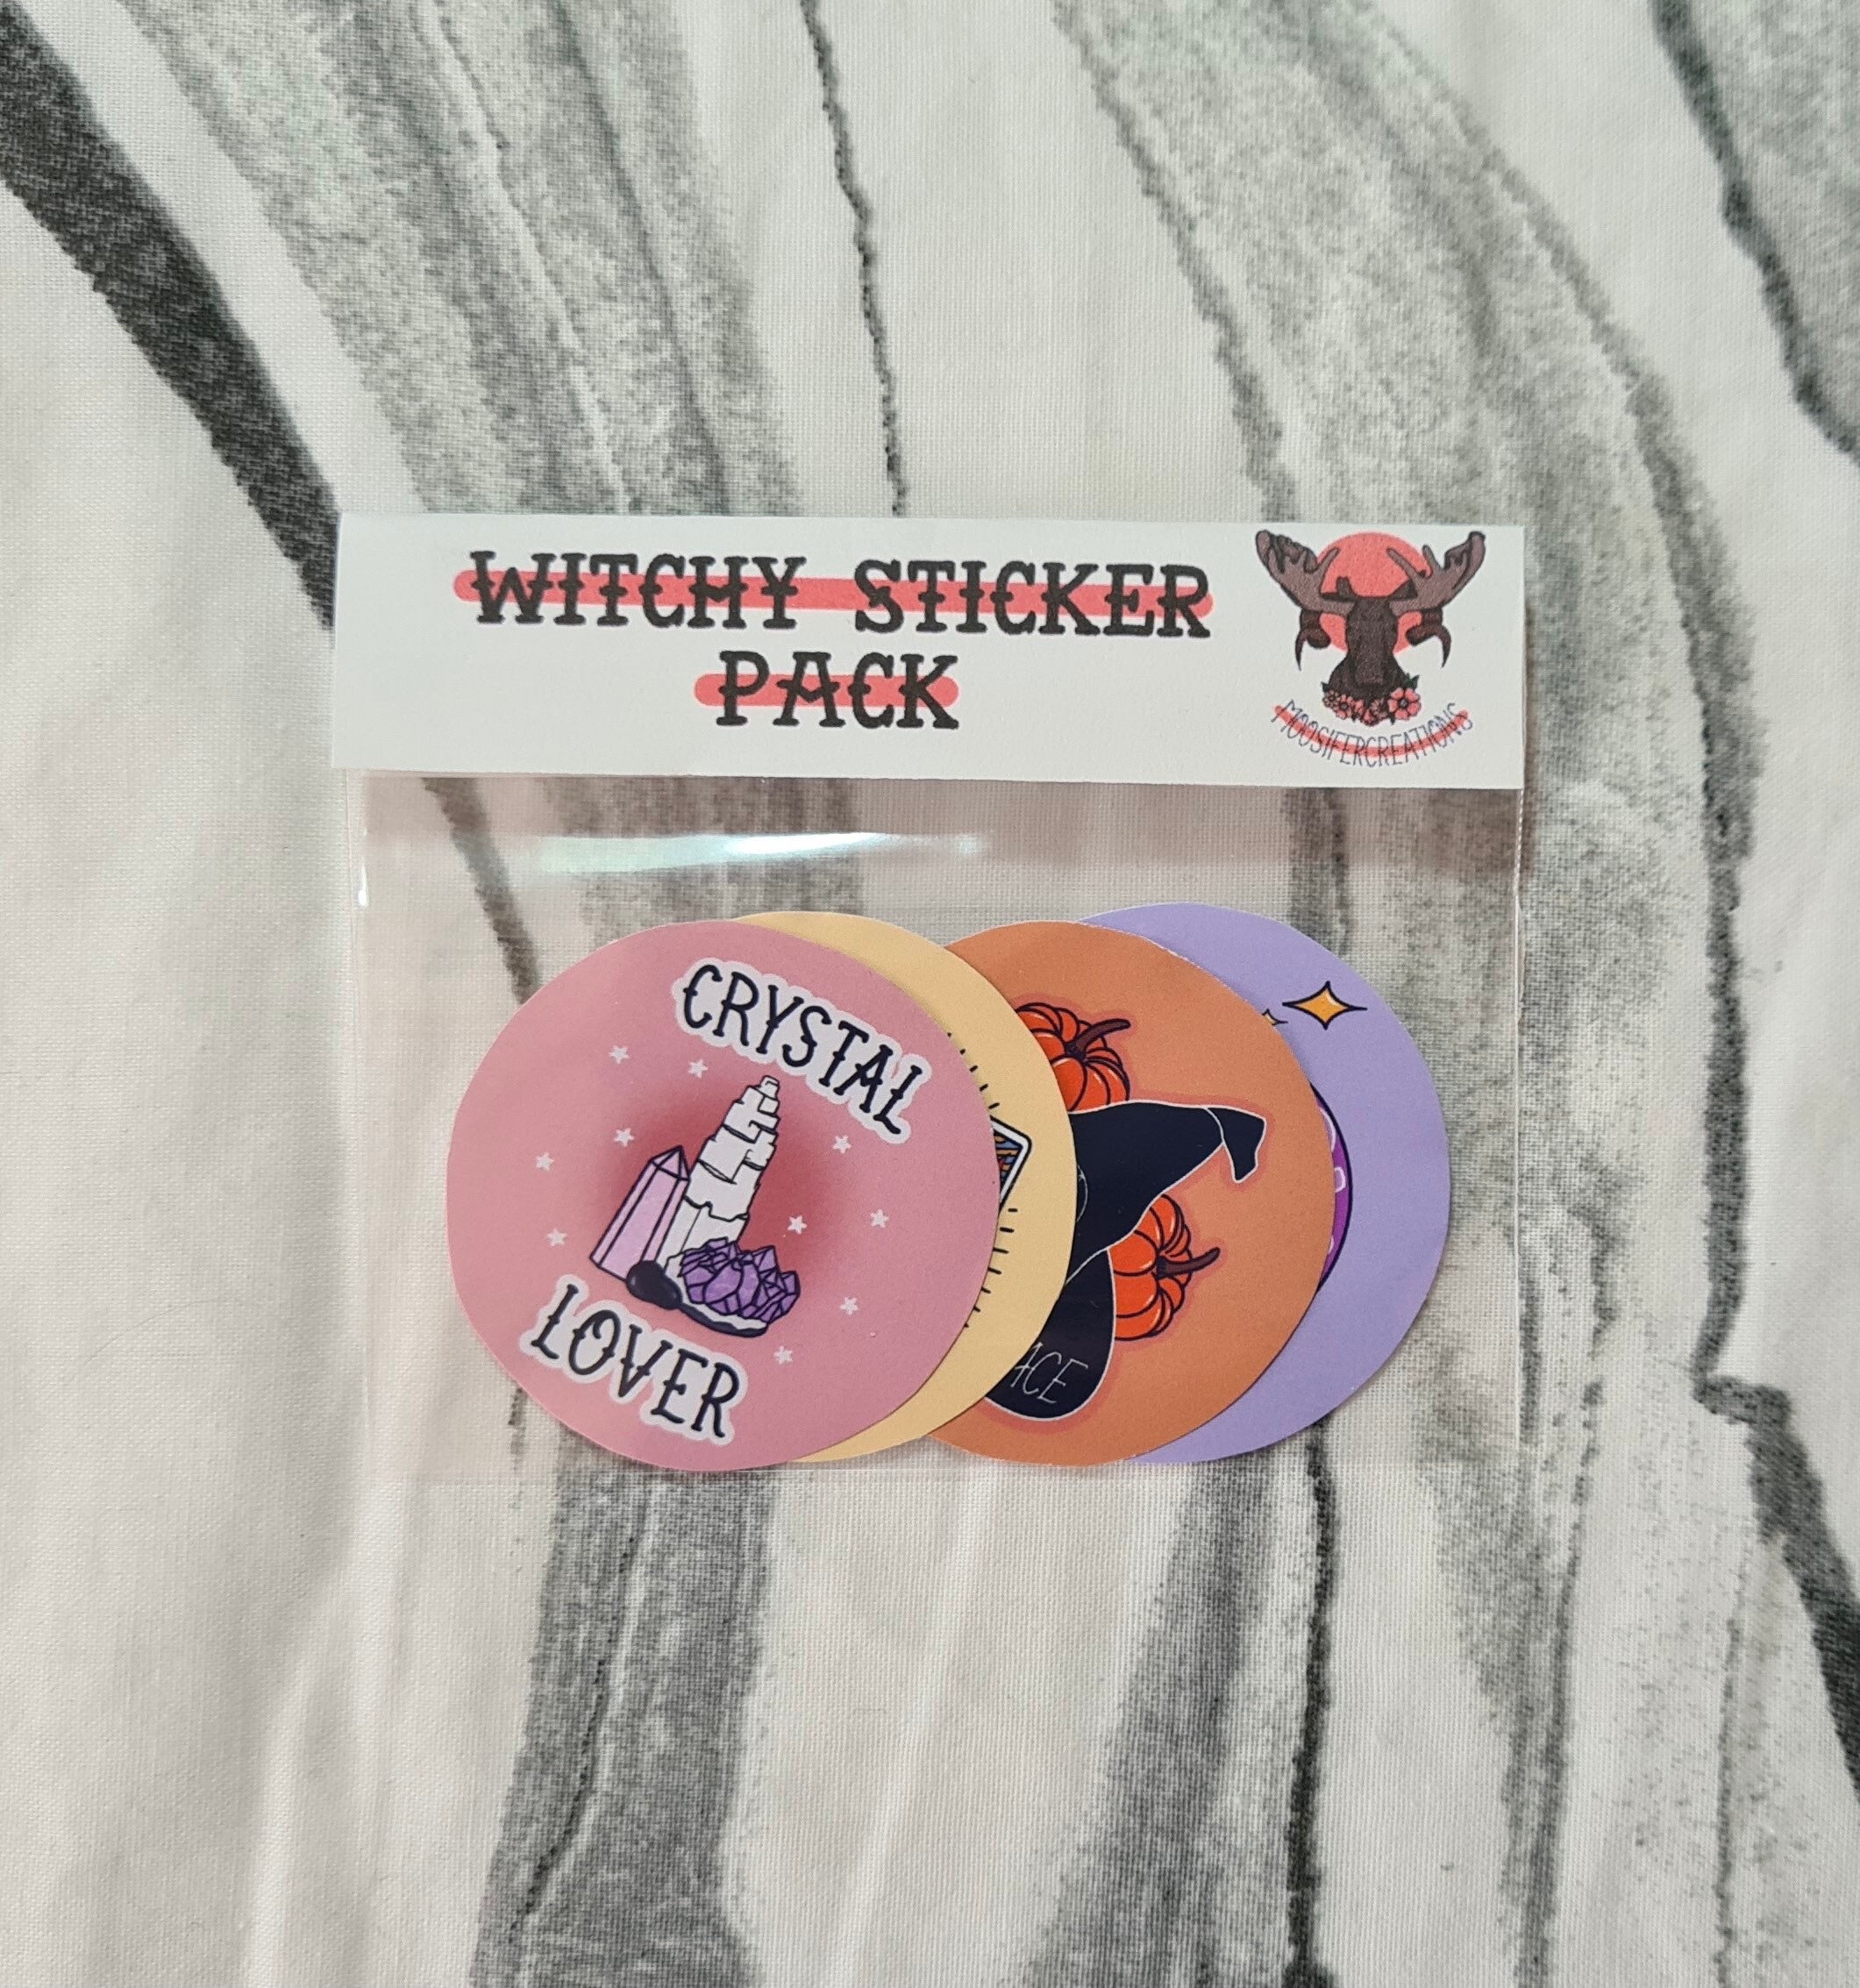 WITCHY STICKER
PACK
MOOSIFERCREATIONS
CRYSTAL
LOVER
ACE